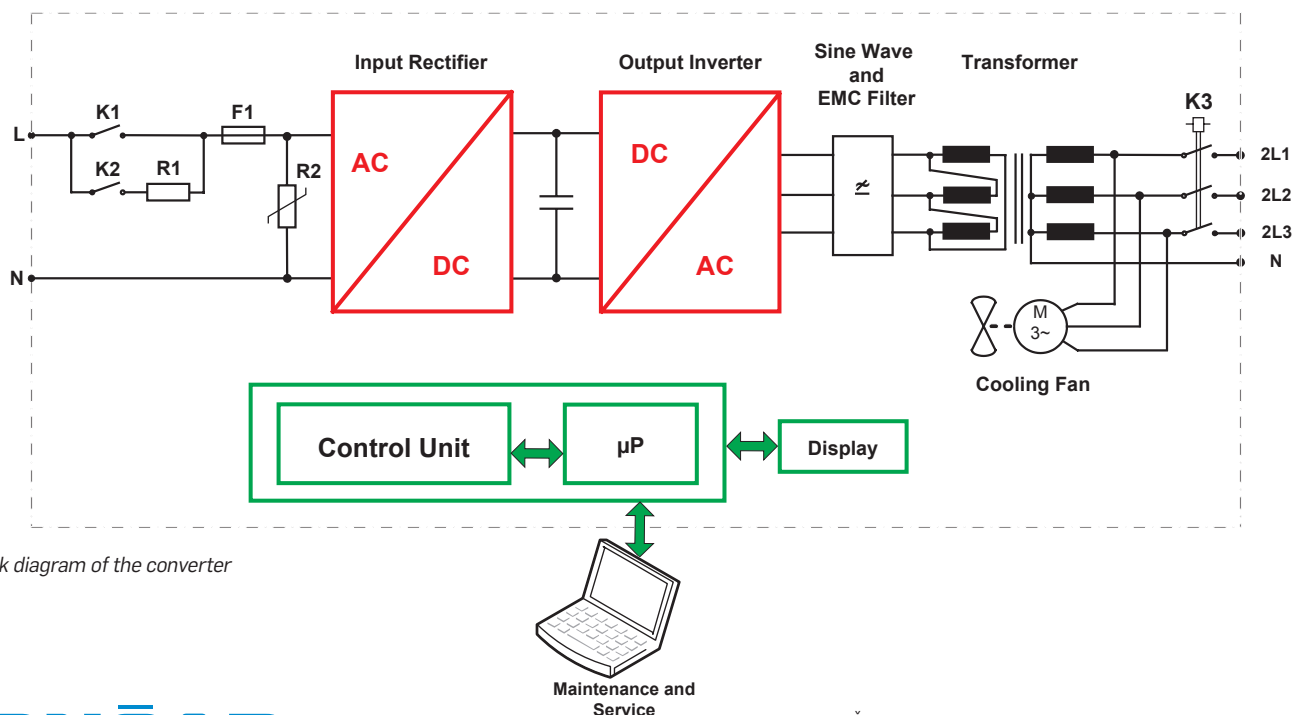 Input Rectifier
Output Inverter
Sine Wave
and
EMC Filter
Transformer
K1
F1
K3
L
K2
R1
R2
AC
DC
DC
AC
2L1
2L2
2L3
N
N
M
3~
Cooling Fan
Control Unit
µP
Display
diagram of the converter
Maintenance and
Service